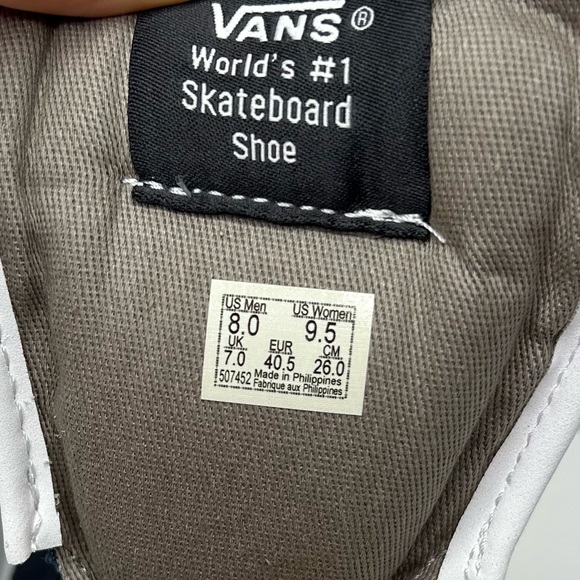 VANS®
World's #1
Skateboard
Shoe
US Men US Women
8.0 9.5
UK EUR CM
7.0 40.5 26.0
507452 Made in Philippines
Fabrique aux Philippines